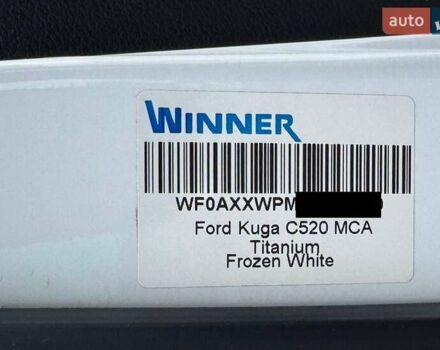 auto
WINNER
WF0AXXWPM
Ford Kuga C520 MCA
Titanium
Frozen White